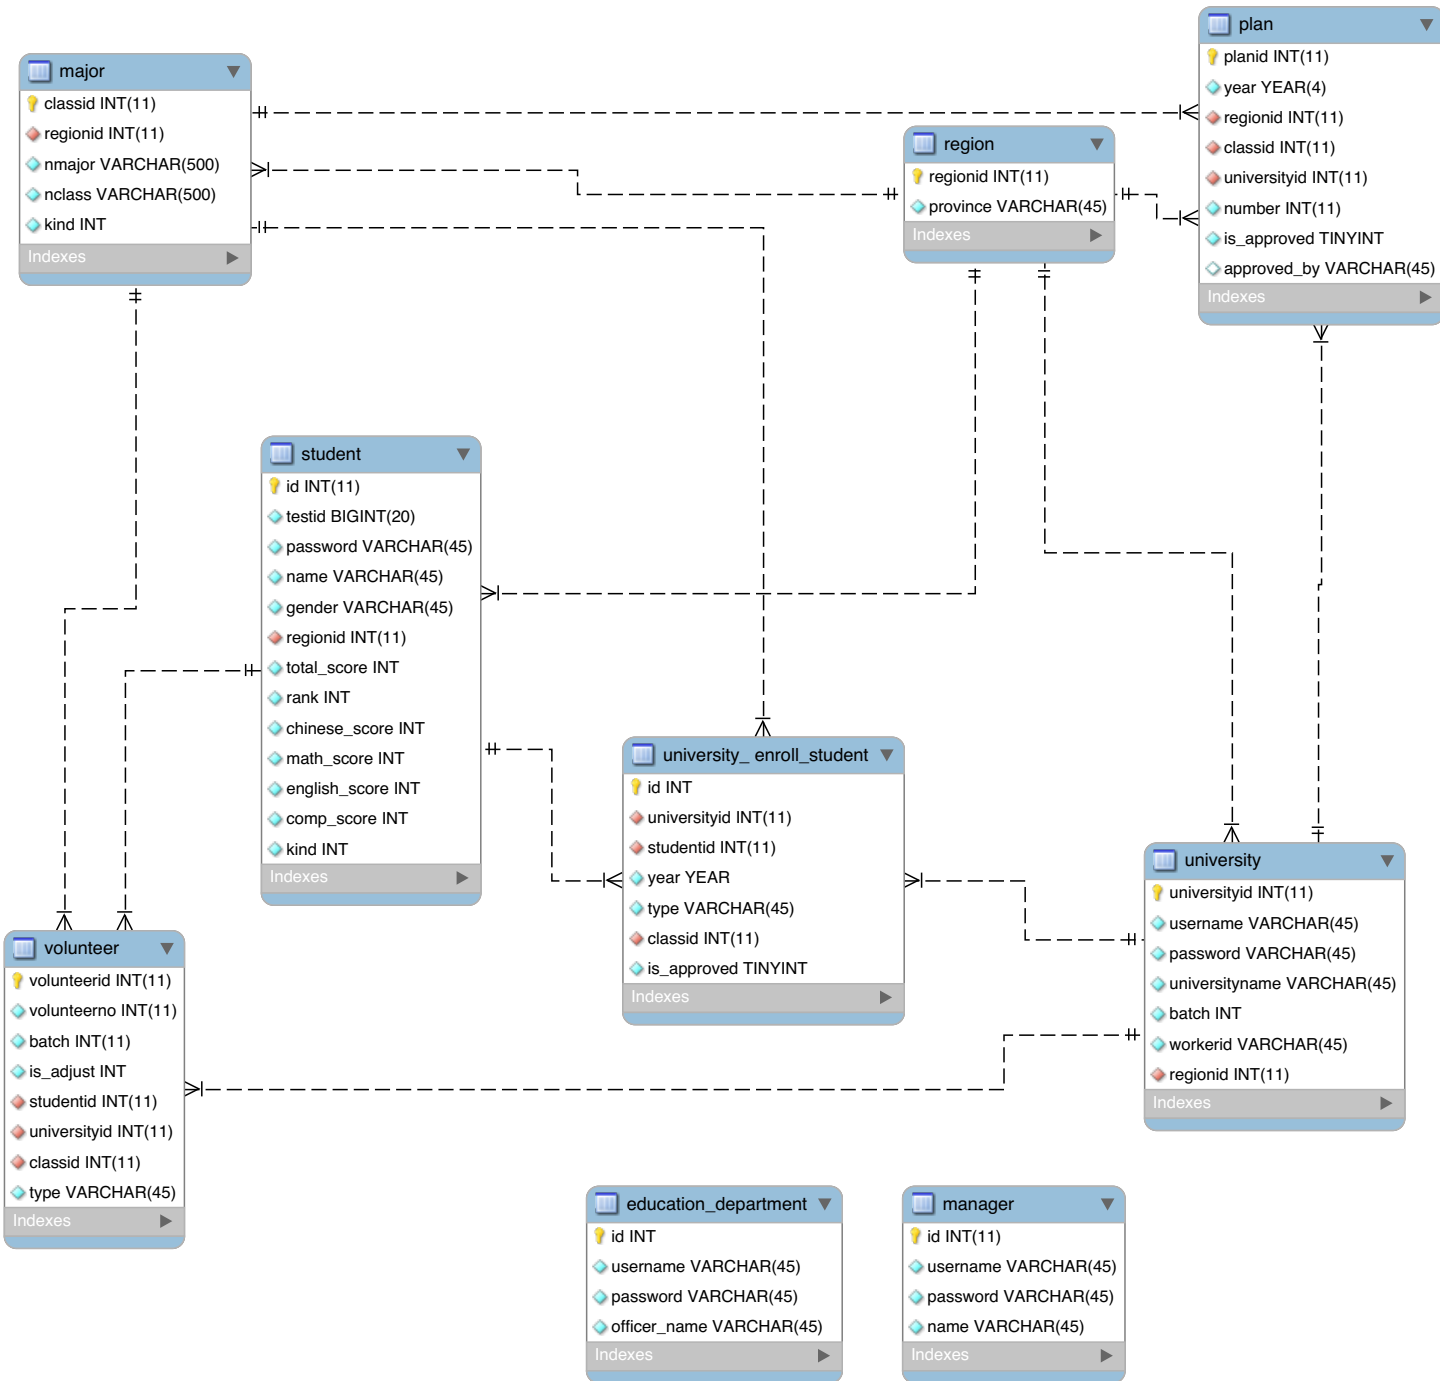 major
classid INT(11)
regionid INT(11)
nmajor VARCHAR(500)
nclass VARCHAR(500)
kind INT
Indexes
region
regionid INT(11)
province VARCHAR(45)
Indexes
plan
planid INT(11)
year YEAR(4)
regionid INT(11)
classid INT(11)
universityid INT(11)
number INT(11)
is_approved TINYINT
approved_by VARCHAR(45)
Indexes
student
id INT(11)
testid BIGINT(20)
password VARCHAR(45)
name VARCHAR(45)
gender VARCHAR(45)
regionid INT(11)
total_score INT
rank INT
chinese_score INT
math_score INT
english_score INT
comp_score INT
kind INT
Indexes
university_ enroll_student
id INT
universityid INT(11)
studentid INT(11)
year YEAR
type VARCHAR(45)
classid INT(11)
is_approved TINYINT
Indexes
university
universityid INT(11)
username VARCHAR(45)
password VARCHAR(45)
universityname VARCHAR(45)
batch INT
workerid VARCHAR(45)
regionid INT(11)
Indexes
volunteer
volunteerid INT(11)
volunteerno INT(11)
batch INT(11)
is_adjust INT
studentid INT(11)
universityid INT(11)
classid INT(11)
type VARCHAR(45)
Indexes
education_department
id INT
username VARCHAR(45)
password VARCHAR(45)
officer_name VARCHAR(45)
Indexes
manager
id INT(11)
username VARCHAR(45)
password VARCHAR(45)
name VARCHAR(45)
Indexes